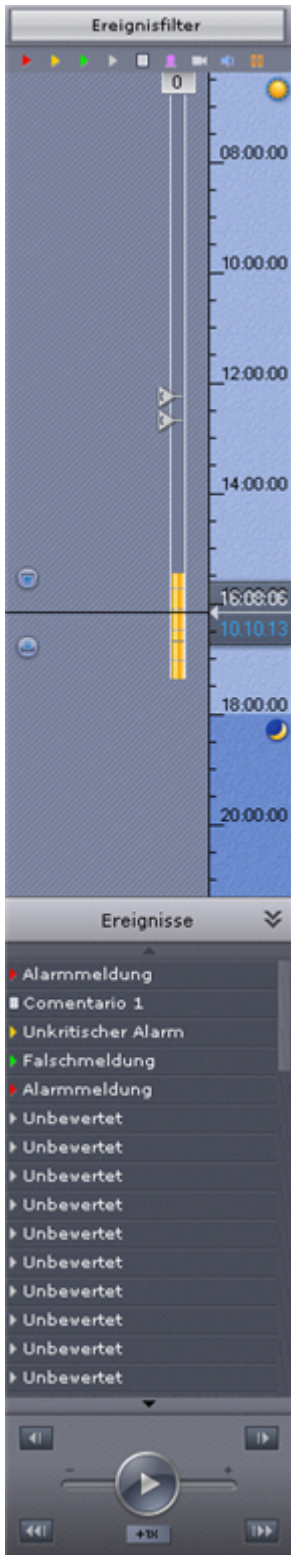 Ereignisfilter
0
08:00:00
10:00:00
12:00:00
14:00:00
16:08:06
10.10.13
18:00:00
20:00:00
Ereignisse
Alarmmeldung
Comentario 1
Unkritischer Alarm
Falschmeldung
Alarmmeldung
Unbewertet
Unbewertet
Unbewertet
Unbewertet
Unbewertet
Unbewertet
Unbewertet
Unbewertet
Unbewertet
Unbewertet
- +
+1x